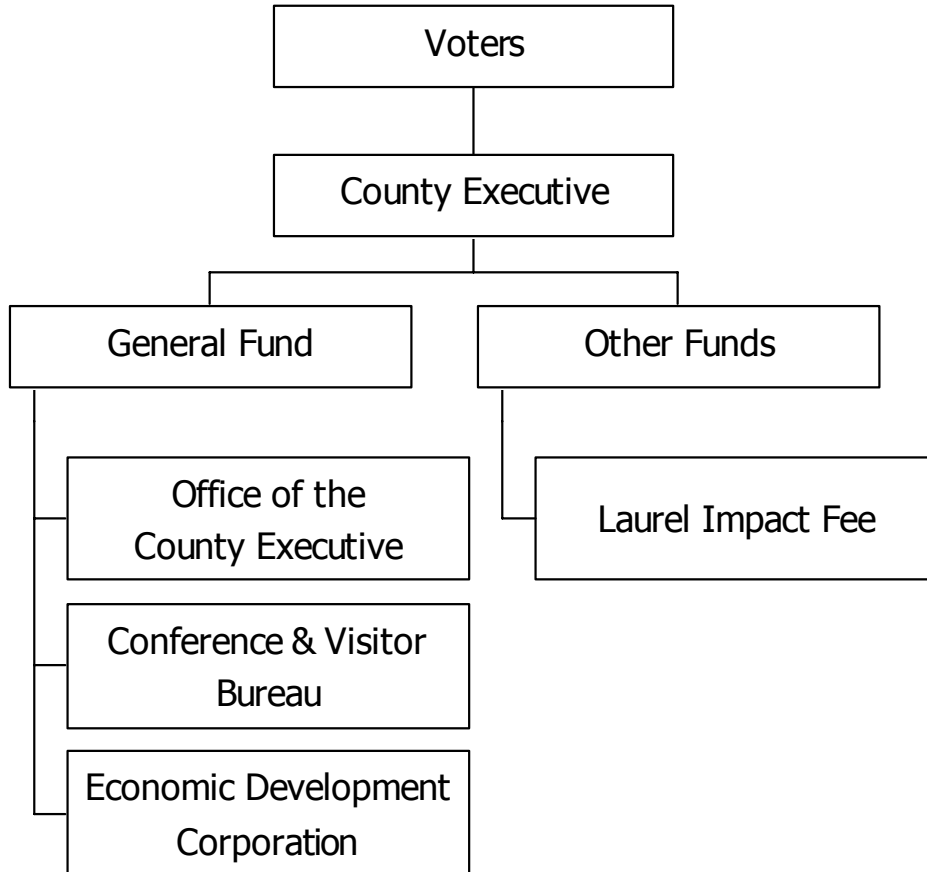 Voters
County Executive
General Fund
Other Funds
Office of the
County Executive
Laurel Impact Fee
Conference & Visitor
Bureau
Economic Development
Corporation